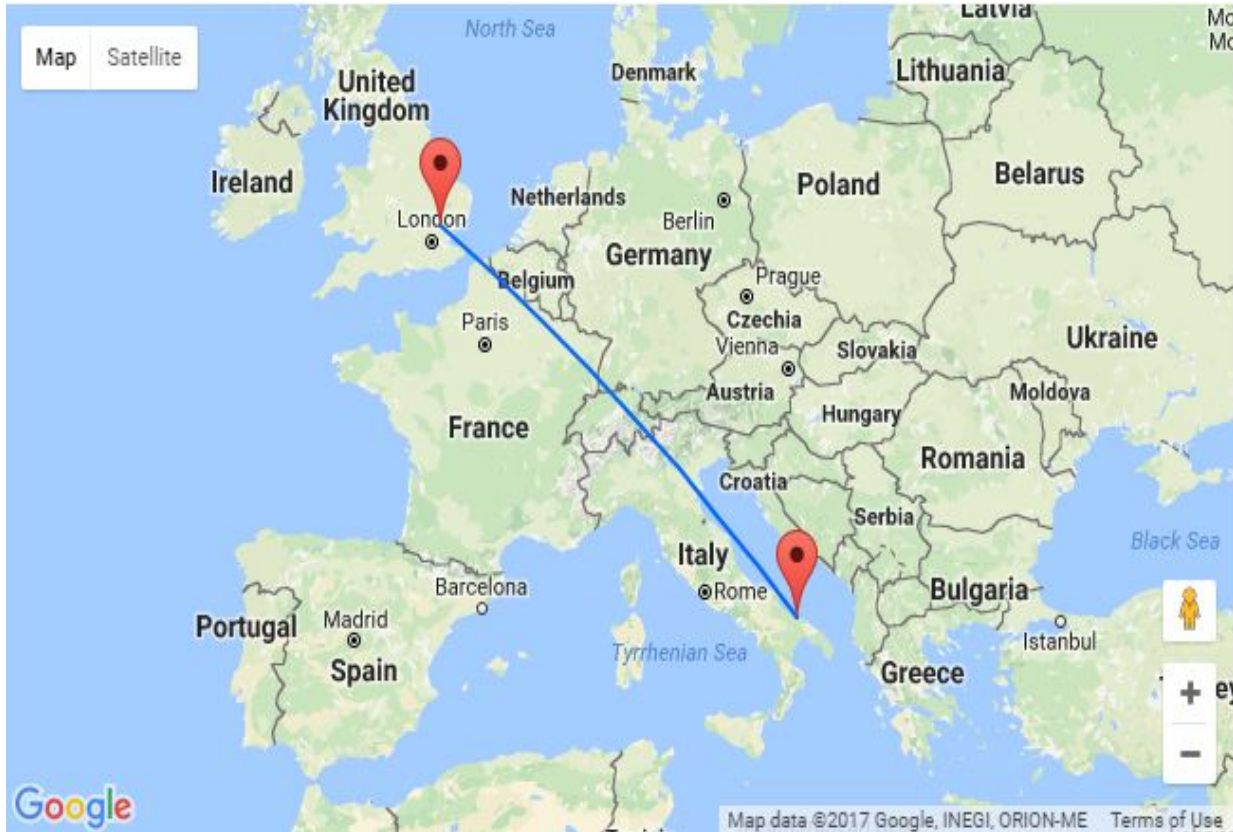 North Sea
Latvia
Map Satellite
Denmark
Lithuania
United
Kingdom
Ireland
Netherlands
Poland
Belarus
London
Berlin
Germany
Belgium
Prague
Czechia
Paris
Ukraine
Vienna
Slovakia
Austria
Moldova
Hungary
France
Romania
Croatia
Serbia
Black Sea
Italy
Barcelona
Rome
Bulgaria
Portugal
Madrid
Istanbul
Tyrrhenian Sea
Spain
Greece
+
−
Google
Map data ©2017 Google, INEGI, ORION-ME Terms of Use